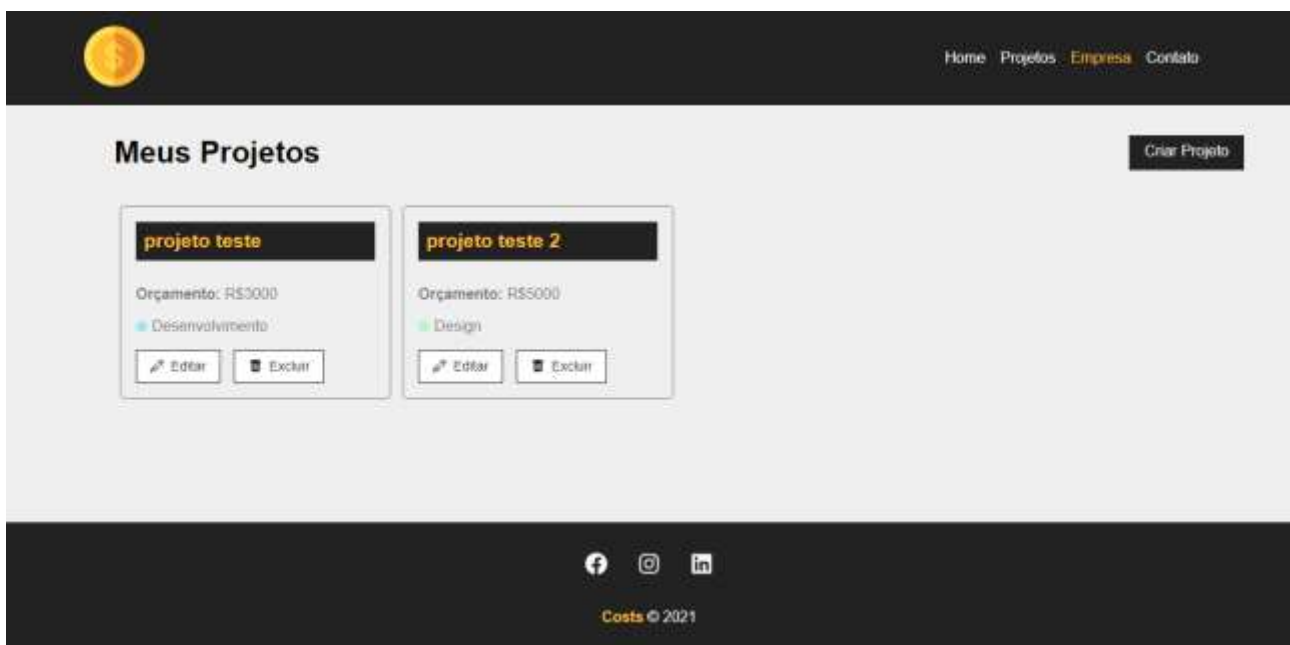 Home Projetos Empresa Contato
Meus Projetos
Criar Projeto
projeto teste
Orçamento: R$3000
Desenvolvimento
Editar Excluir
projeto teste 2
Orçamento: R$5000
Design
Editar Excluir
Costs © 2021